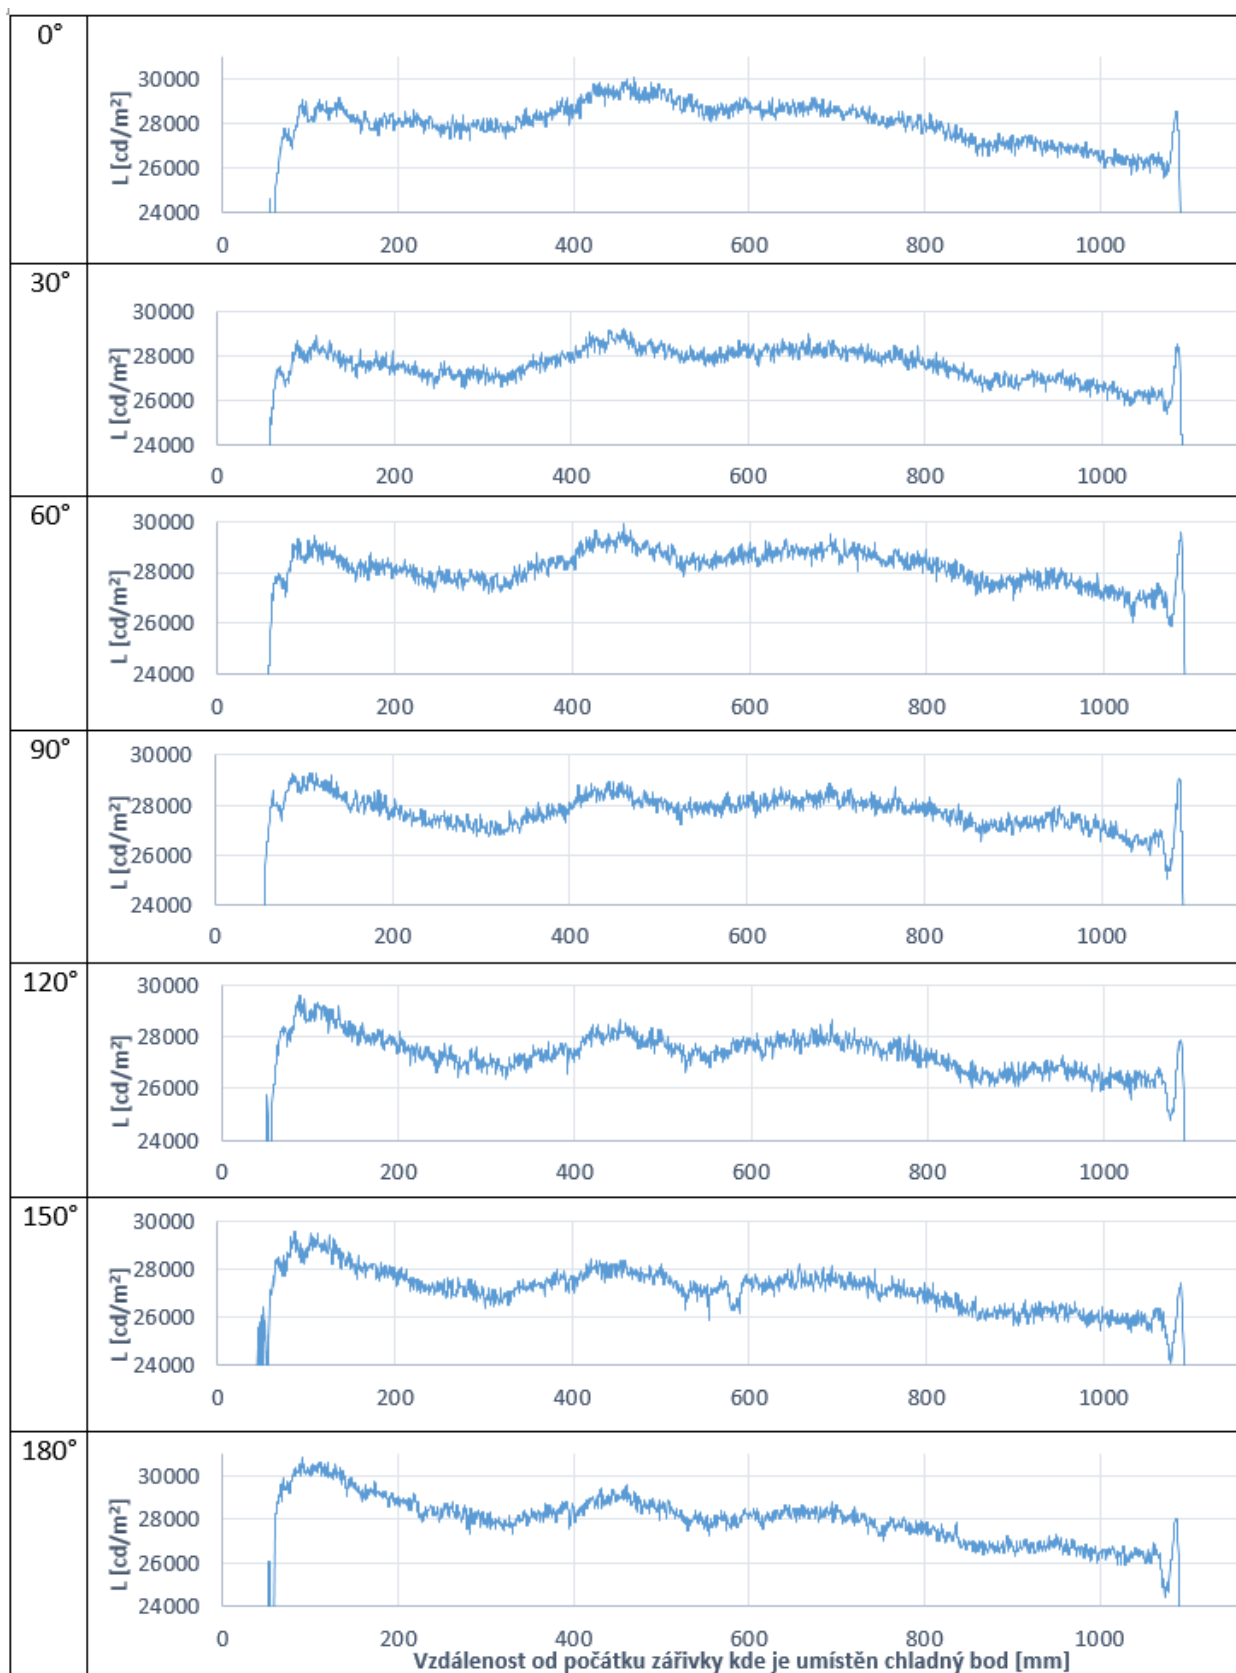 0°
L [cd/m²]
30000
28000
26000
24000
0 200 400 600 800 1000
30°
L [cd/m²]
30000
28000
26000
24000
0 200 400 600 800 1000
60°
L [cd/m²]
30000
28000
26000
24000
0 200 400 600 800 1000
90°
L [cd/m²]
30000
28000
26000
24000
0 200 400 600 800 1000
120°
L [cd/m²]
30000
28000
26000
24000
0 200 400 600 800 1000
150°
L [cd/m²]
30000
28000
26000
24000
0 200 400 600 800 1000
180°
L [cd/m²]
30000
28000
26000
24000
0 200 400 600 800 1000
Vzdálenost od počátku zářivky kde je umístěn chladný bod [mm]